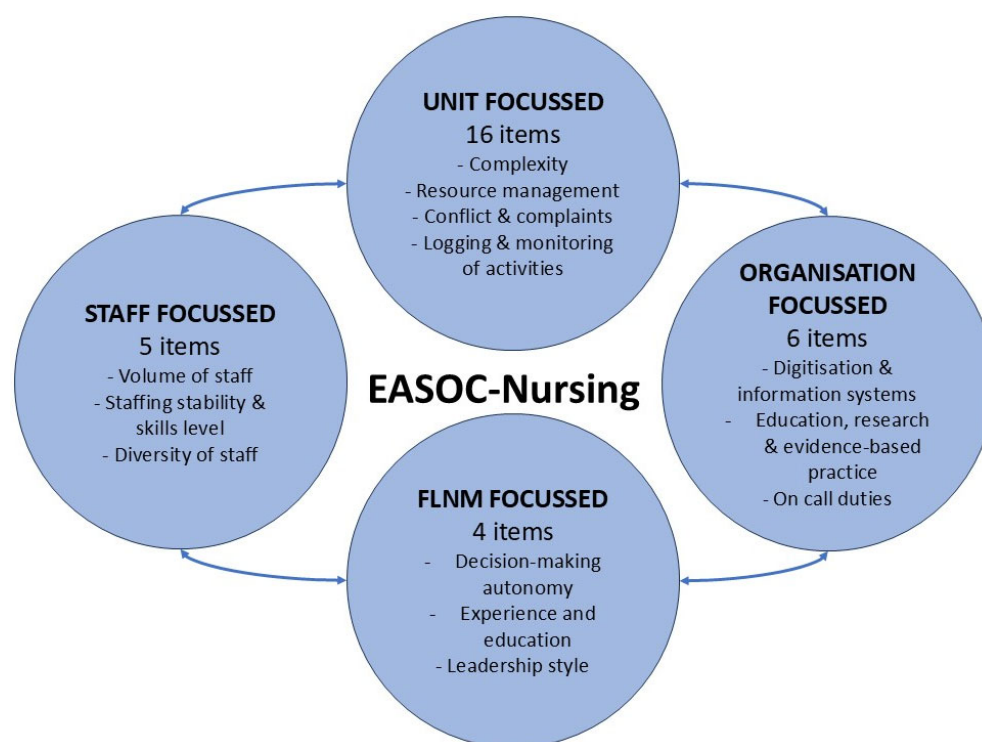 UNIT FOCUSSED
16 items
- Complexity
- Resource management
- Conflict & complaints
- Logging & monitoring
of activities
STAFF FOCUSSED
5 items
- Volume of staff
- Staffing stability &
skills level
- Diversity of staff
EASOC-Nursing
ORGANISATION
FOCUSSED
6 items
- Digitisation &
information systems
- Education, research
& evidence-based
practice
- On call duties
FLNM FOCUSSED
4 items
- Decision-making
autonomy
- Experience and
education
- Leadership style